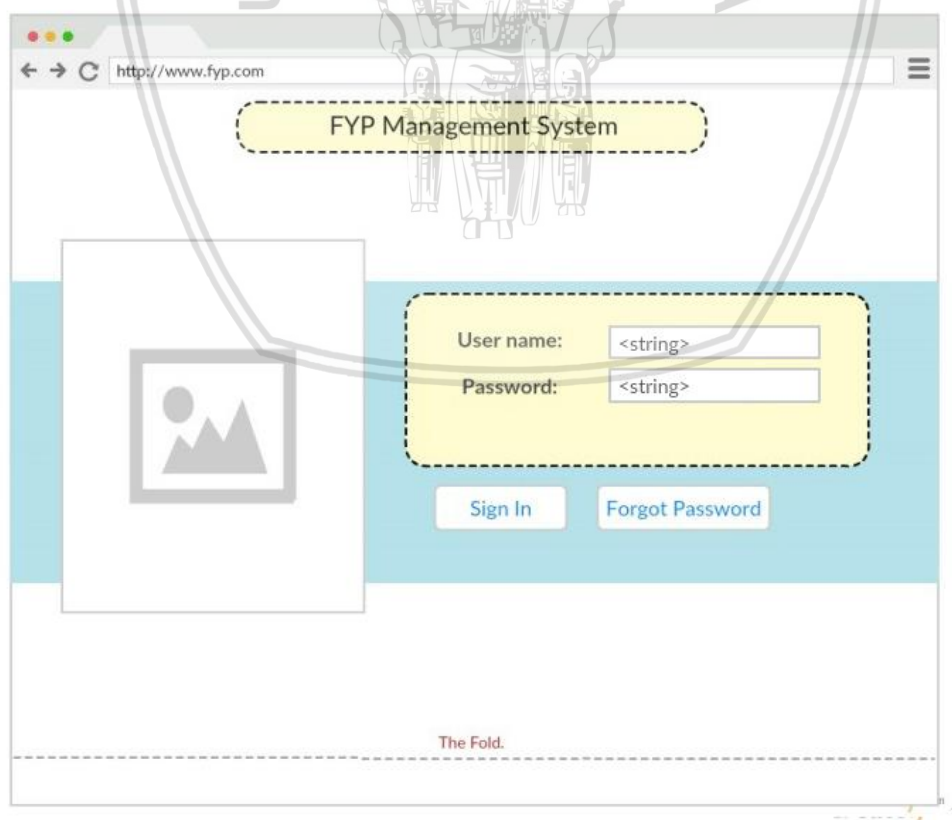 http://www.fyp.com
FYP Management System
User name: <string>
Password: <string>
Sign In Forgot Password
The Fold.